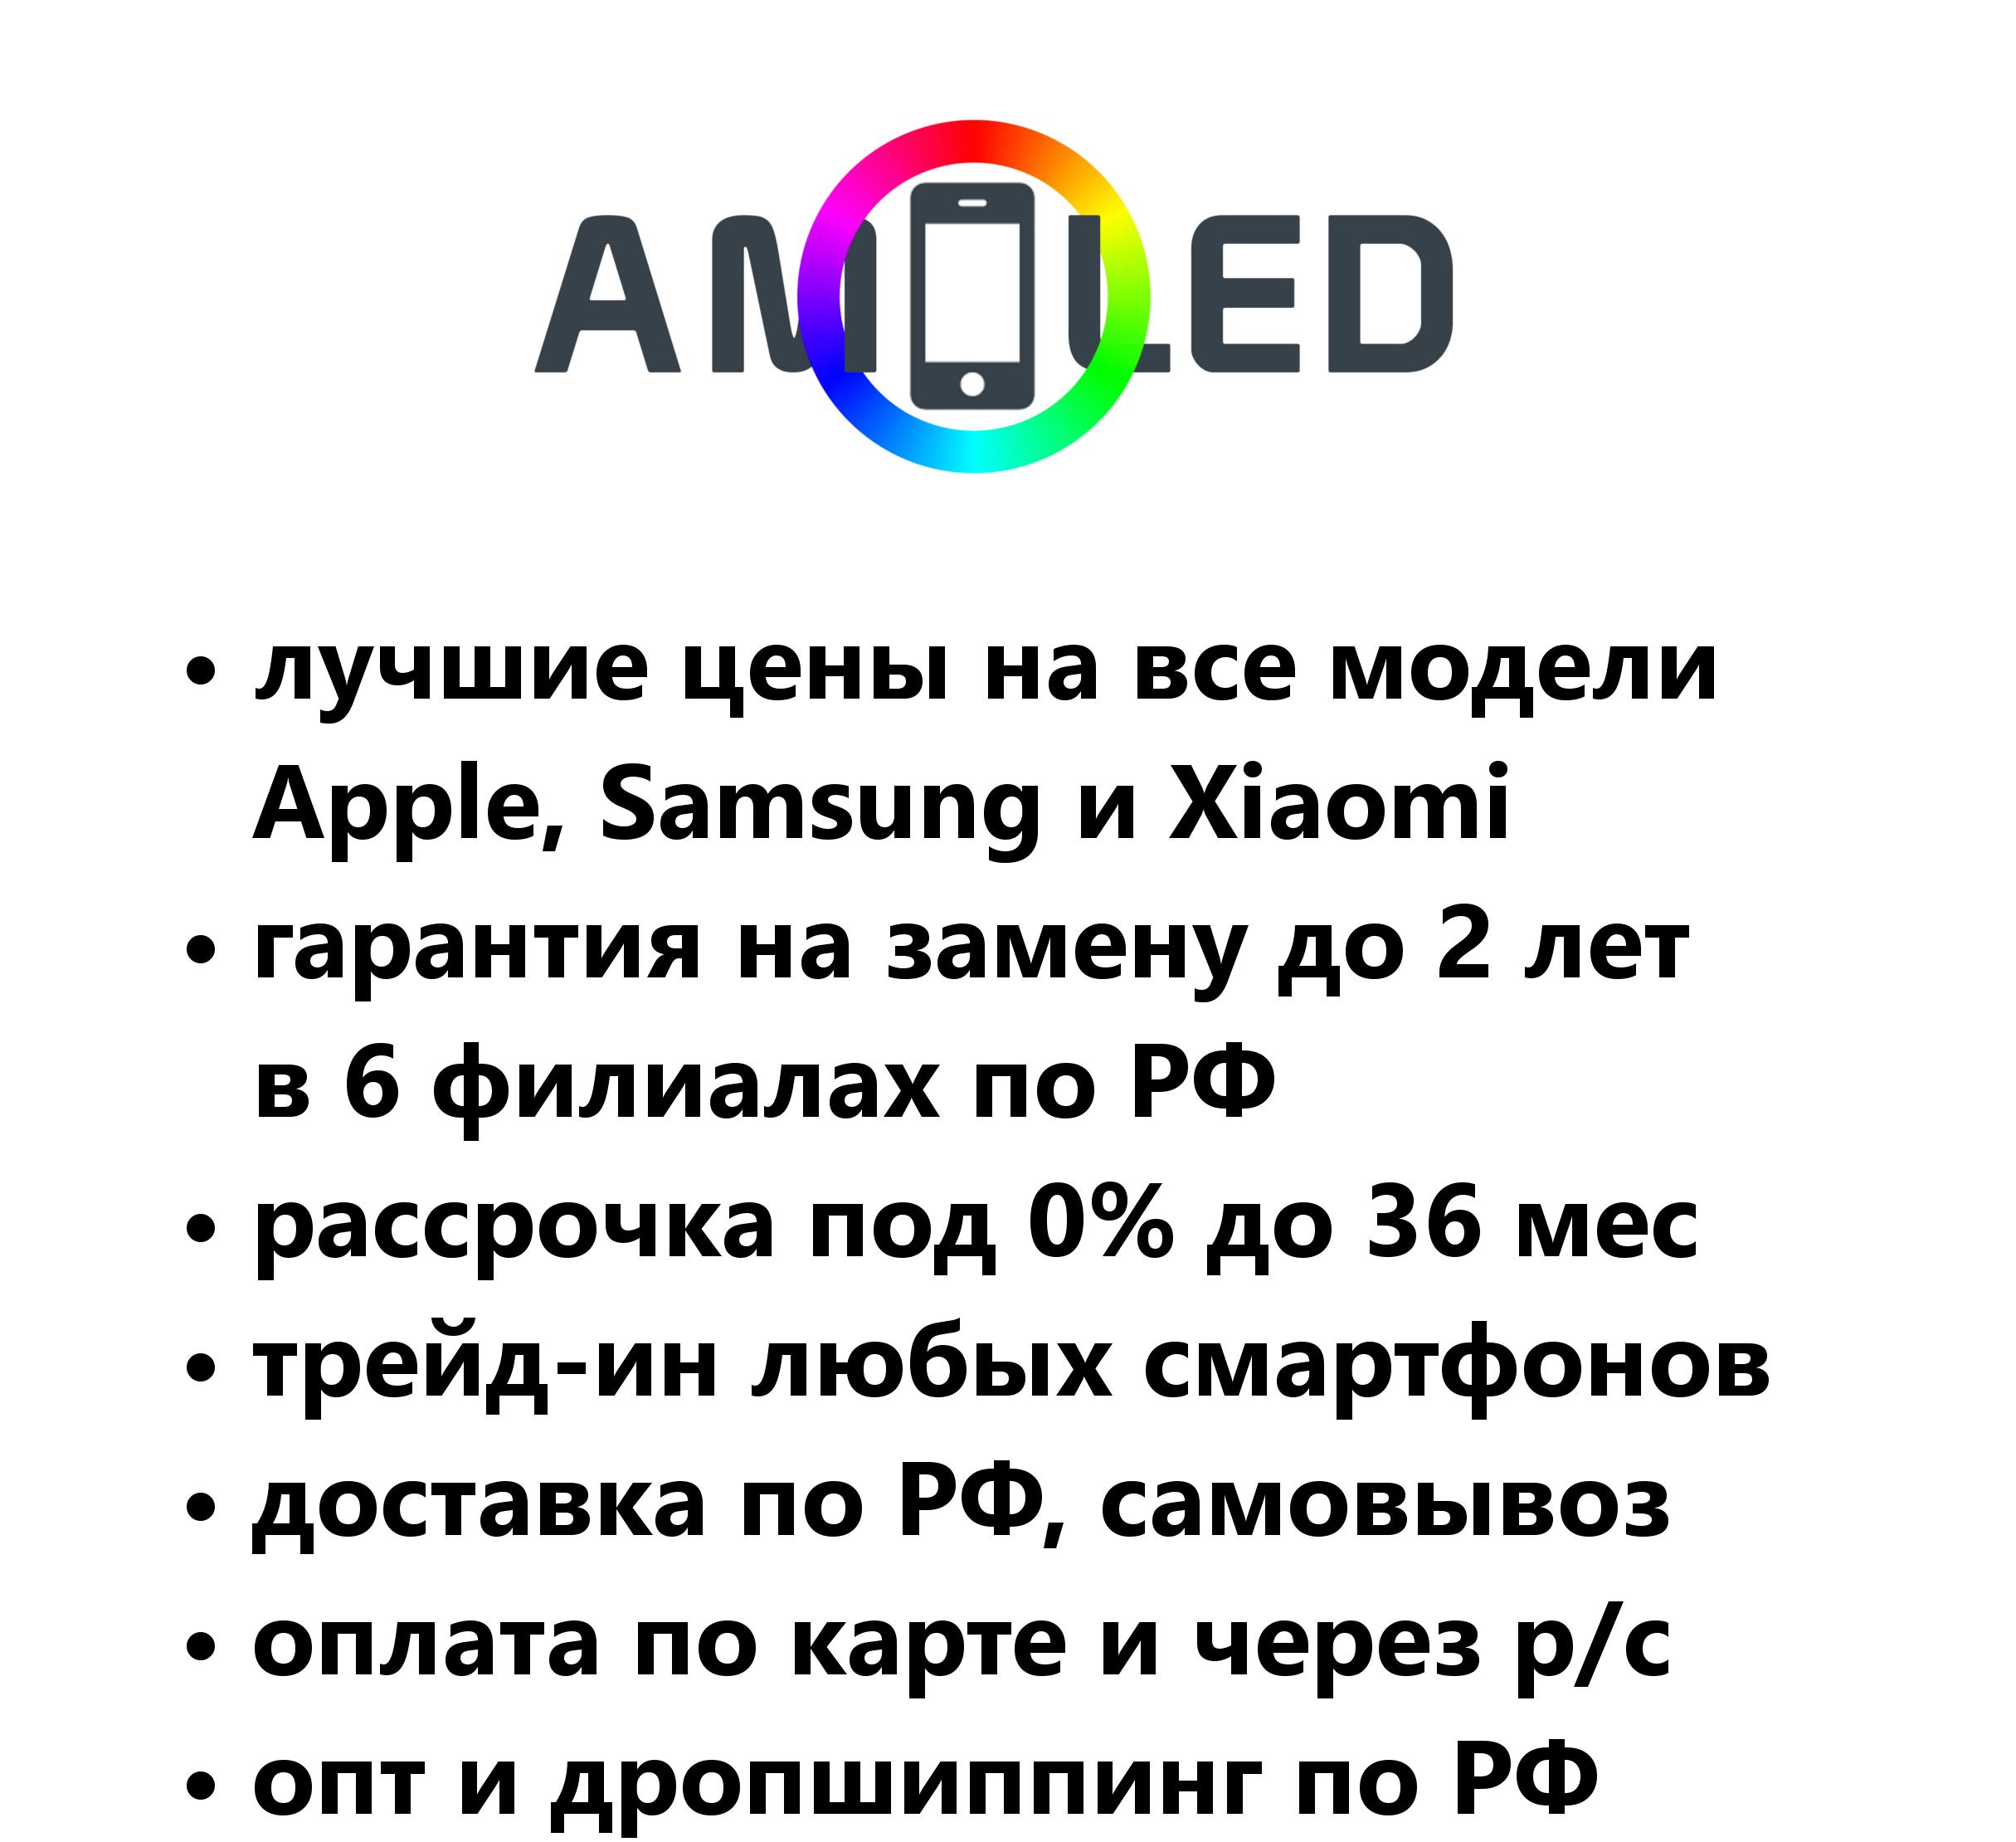 AMOLED
• лучшие цены на все модели
Apple, Samsung и Xiaomi
• гарантия на замену до 2 лет
в 6 филиалах по РФ
• рассрочка под 0% до 36 мес
• трейд-ин любых смартфонов
• доставка по РФ, самовывоз
• оплата по карте и через р/с
• опт и дропшиппинг по РФ